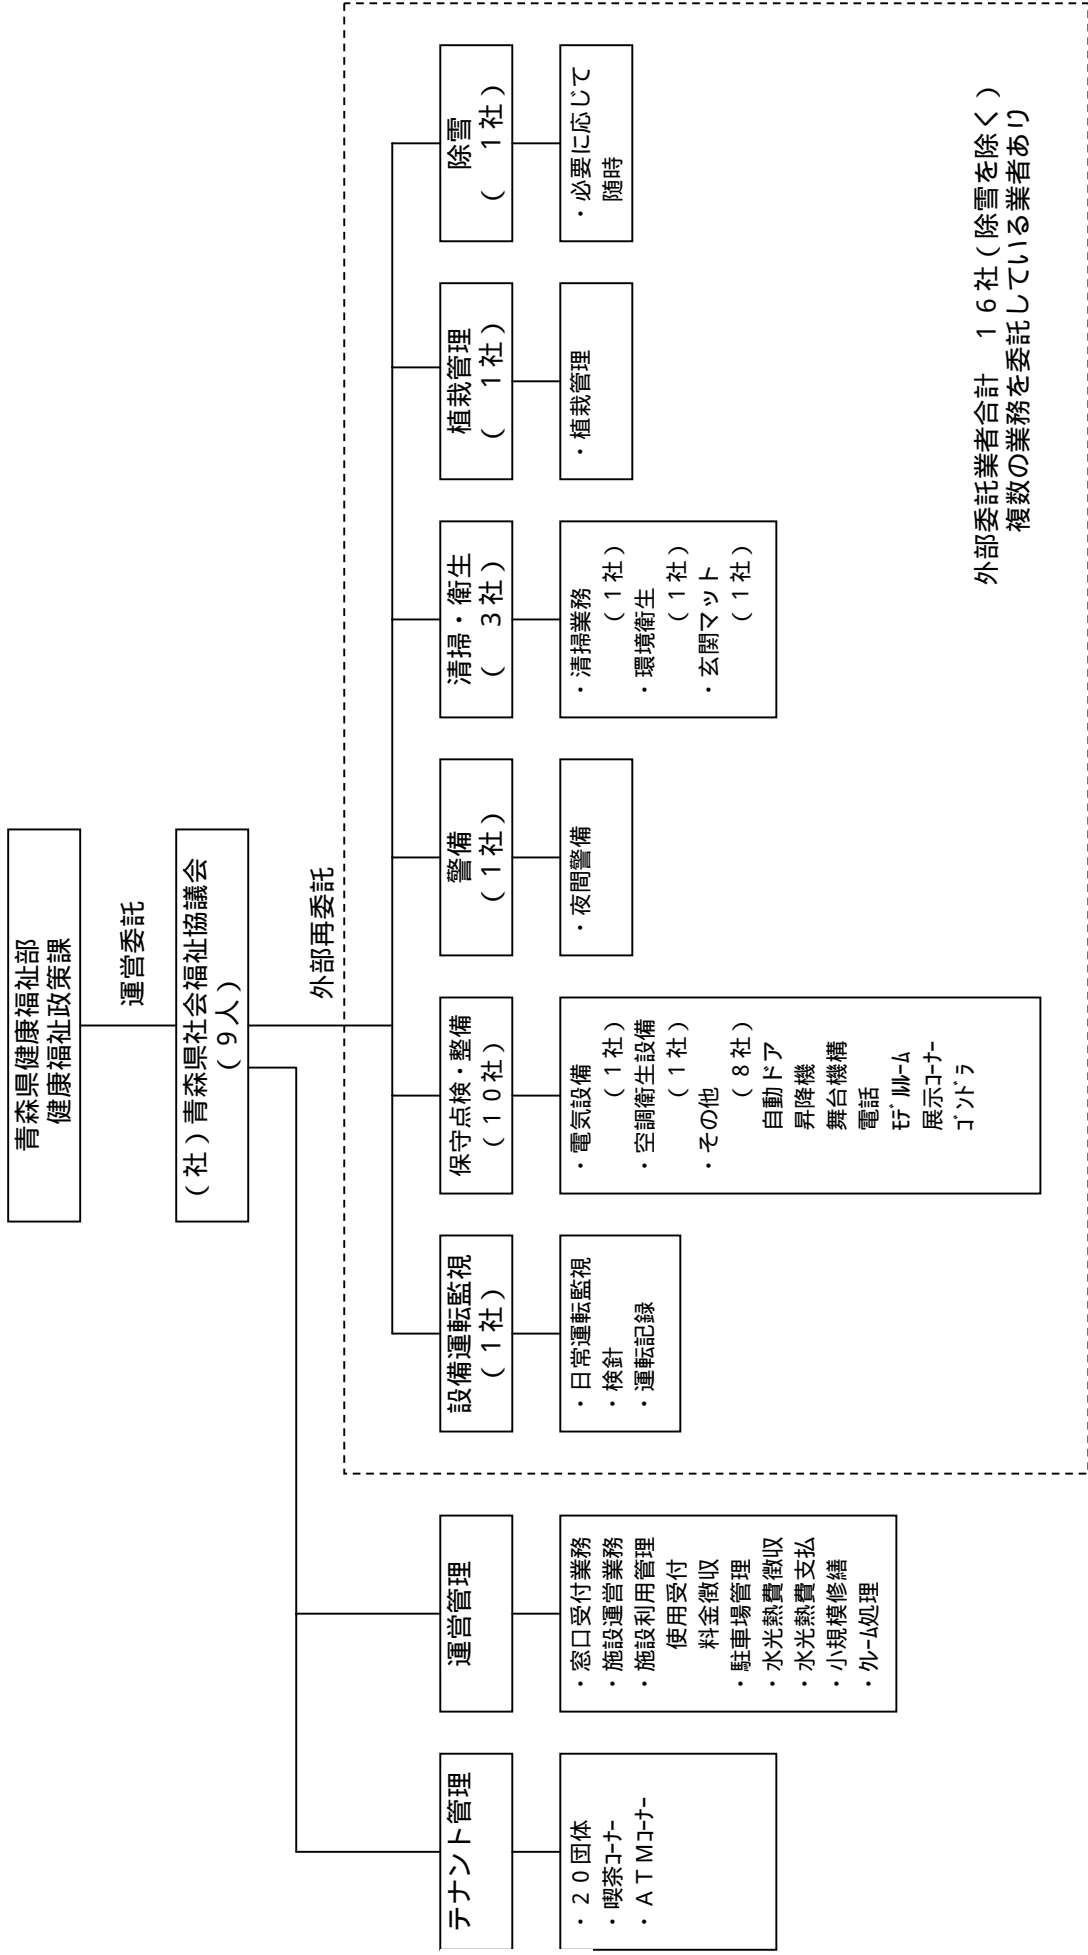 青森県健康福祉部
健康福祉政策課
運営委託
（社）青森県社会福祉協議会
（９人）
外部再委託
テナント管理
・２０団体
・喫茶ｺｰﾅｰ
・ＡＴＭｺｰﾅｰ
運営管理
・窓口受付業務
・施設運営業務
・施設利用管理
使用受付
料金徴収
・駐車場管理
・水光熱費徴収
・水光熱費支払
・小規模修繕
・ｸﾚｰﾑ処理
設備運転監視
（１社）
・日常運転監視
・検針
・運転記録
保守点検・整備
（１０社）
・電気設備
（１社）
・空調衛生設備
（１社）
・その他
（８社）
自動ドア
昇降機
舞台機構
電話
ﾓﾃﾞﾙﾙｰﾑ
展示ｺｰﾅｰ
ｺﾞﾝﾄﾞﾗ
警備
（１社）
・夜間警備
清掃・衛生
（ ３社）
・清掃業務
（１社）
・環境衛生
（１社）
・玄関マット
（１社）
植栽管理
（ １社）
・植栽管理
除雪
（ １社）
・必要に応じて
随時
外部委託業者合計 １６社（除雪を除く）
複数の業務を委託している業者あり